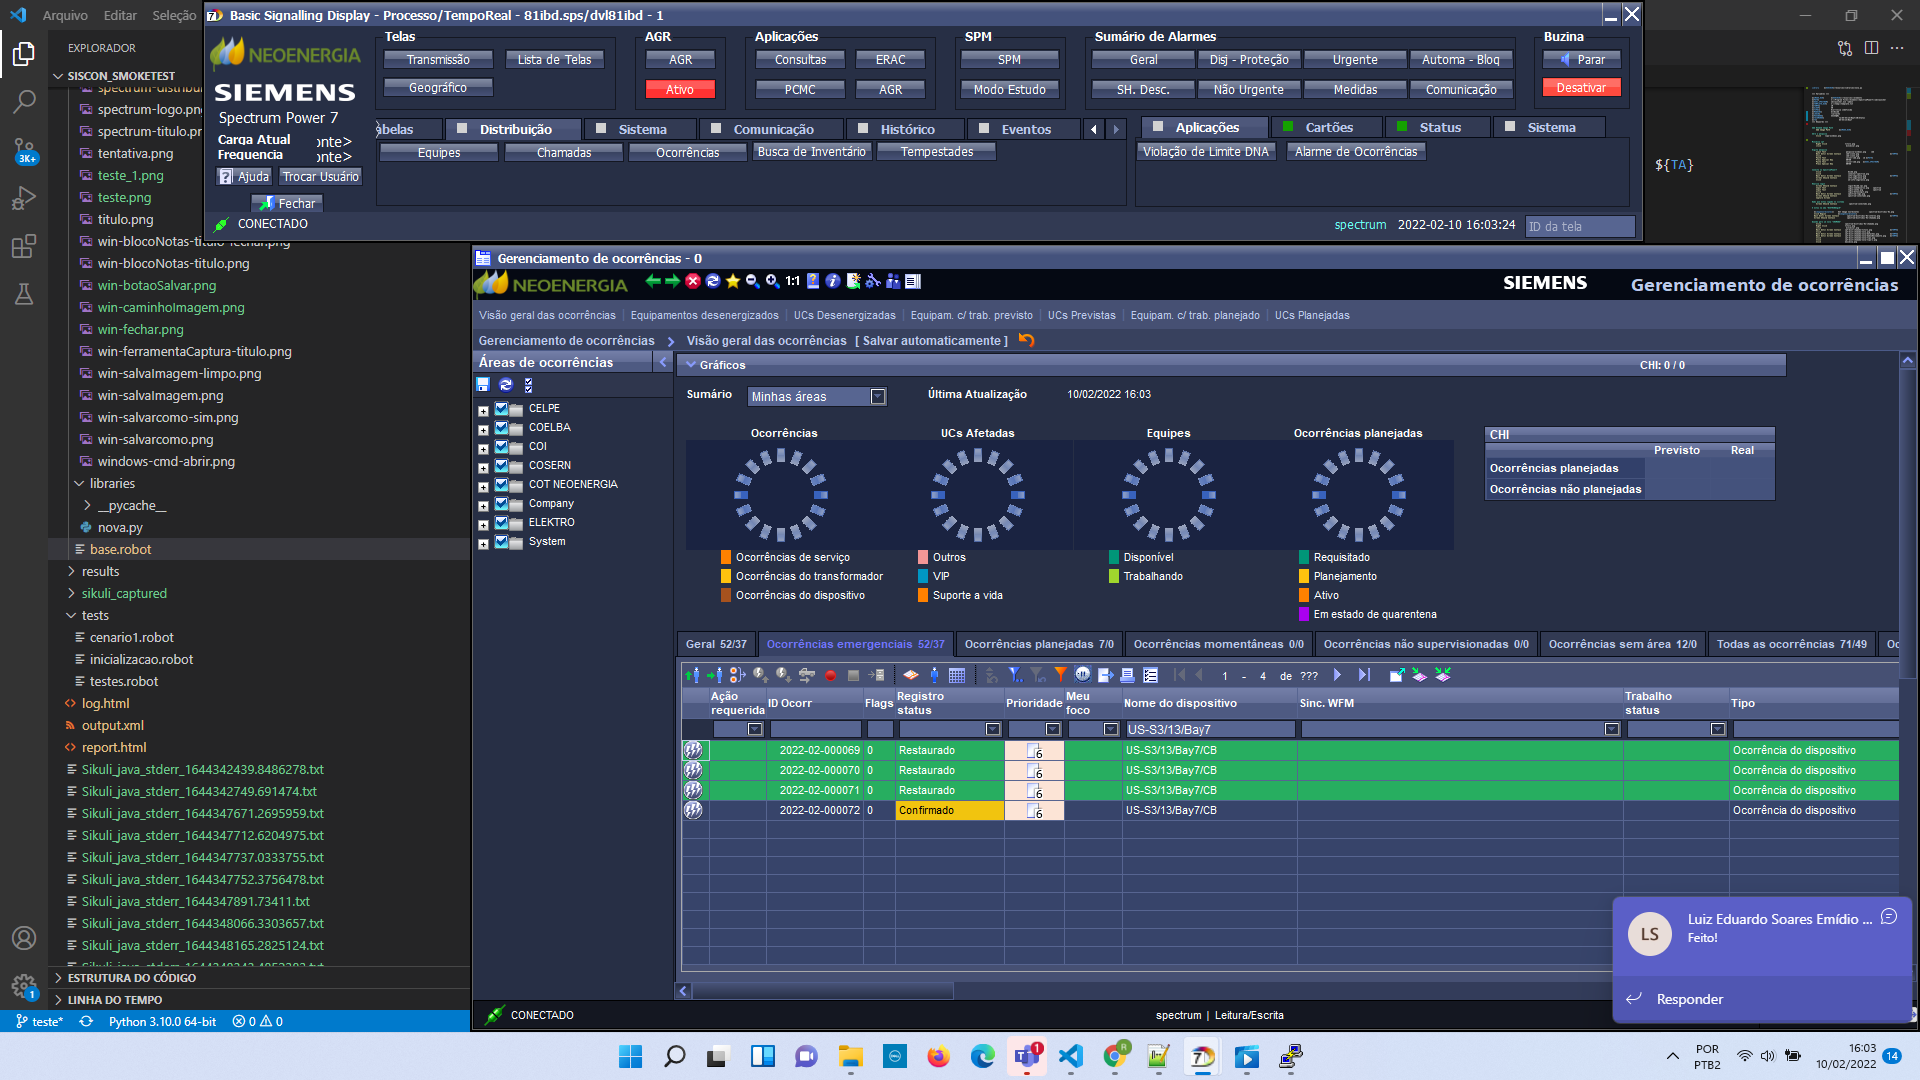 Arquivo Editar Seleção
Basic Signalling Display - Processo/TempoReal - 81ibd.sps/dvl81ibd - 1
EXPLORADOR
SISCON_SMOKETEST
spectrum-logo.png
spectrum-titulo.pn
tentativa.png
teste_1.png
teste.png
titulo.png
win-blocoNotas-titulo-fechar.png
win-blocoNotas-titulo.png
win-botaoSalvar.png
win-caminhoImagem.png
win-fechar.png
win-ferramentaCaptura-titulo.png
win-salvaImagem-limpo.png
win-salvaImagem.png
win-salvarcomo-sim.png
win-salvarcomo.png
windows-cmd-abrir.png
libraries
__pycache__
nova.py
base.robot
results
sikuli_captured
tests
cenario1.robot
inicializacao.robot
testes.robot
log.html
output.xml
report.html
Sikuli_java_stderr_1644342439.8486278.txt
Sikuli_java_stderr_1644342749.691474.txt
Sikuli_java_stderr_1644347671.2695959.txt
Sikuli_java_stderr_1644347712.6204975.txt
Sikuli_java_stderr_1644347737.0333755.txt
Sikuli_java_stderr_1644347752.3756478.txt
Sikuli_java_stderr_1644347891.73411.txt
Sikuli_java_stderr_1644348066.3303657.txt
Sikuli_java_stderr_1644348165.2825124.txt
ESTRUTURA DO CÓDIGO
LINHA DO TEMPO
3K+
1
teste* Python 3.10.0 64-bit 0 0
NEOENERGIA
SIEMENS
Spectrum Power 7
Carga Atual onte>
Frequencia onte>
Ajuda Trocar Usuário
Fechar
CONECTADO
Telas
Transmissão Lista de Telas
Geográfico
AGR
AGR
Ativo
Aplicações
Consultas ERAC
PCMC AGR
SPM
SPM
Modo Estudo
Sumário de Alarmes
Geral Disj - Proteção Urgente Automa - Bloq
SH. Desc. Não Urgente Medidas Comunicação
Buzina
Parar
Desativar
abelas Distribuição Sistema Comunicação Histórico Eventos
Equipes Chamadas Ocorrências Busca de Inventário Tempestades
Aplicações Cartões Status Sistema
Violação de Limite DNA Alarme de Ocorrências
spectrum 2022-02-10 16:03:24 ID da tela
${TA}
Gerenciamento de ocorrências - 0
NEOENERGIA 1:1 SIEMENS Gerenciamento de ocorrências
Visão geral das ocorrências Equipamentos desenergizados UCs Desenergizadas Equipam. c/ trab. previsto UCs Previstas Equipam. c/ trab. planejado UCs Planejadas
Gerenciamento de ocorrências Visão geral das ocorrências [ Salvar automaticamente ]
Áreas de ocorrências
CELPE
COELBA
COI
COSERN
COT NEOENERGIA
Company
ELEKTRO
System
Gráficos CHI: 0 / 0
Sumário Minhas áreas Última Atualização 10/02/2022 16:03
Ocorrências UCs Afetadas Equipes Ocorrências planejadas
Ocorrências de serviço
Ocorrências do transformador
Ocorrências do dispositivo
Outros
VIP
Suporte a vida
Disponível
Trabalhando
Requisitado
Planejamento
Ativo
Em estado de quarentena
CHI
Previsto Real
Ocorrências planejadas
Ocorrências não planejadas
Geral 52/37 Ocorrências emergenciais 52/37 Ocorrências planejadas 7/0 Ocorrências momentâneas 0/0 Ocorrências não supervisionadas 0/0 Ocorrências sem área 12/0 Todas as ocorrências 71/49 Oc
1 - 4 de ???
Ação requerida ID Ocorr Flags Registro status Prioridade Meu foco Nome do dispositivo Sinc. WFM Trabalho status Tipo
US-S3/13/Bay7
2022-02-000069 0 Restaurado 6 US-S3/13/Bay7/CB Ocorrência do dispositivo
2022-02-000070 0 Restaurado 6 US-S3/13/Bay7/CB Ocorrência do dispositivo
2022-02-000071 0 Restaurado 6 US-S3/13/Bay7/CB Ocorrência do dispositivo
2022-02-000072 0 Confirmado 6 US-S3/13/Bay7/CB Ocorrência do dispositivo
CONECTADO spectrum | Leitura/Escrita
LS
Luiz Eduardo Soares Emídio ...
Feito!
Responder
POR
PTB2
16:03
10/02/2022
14